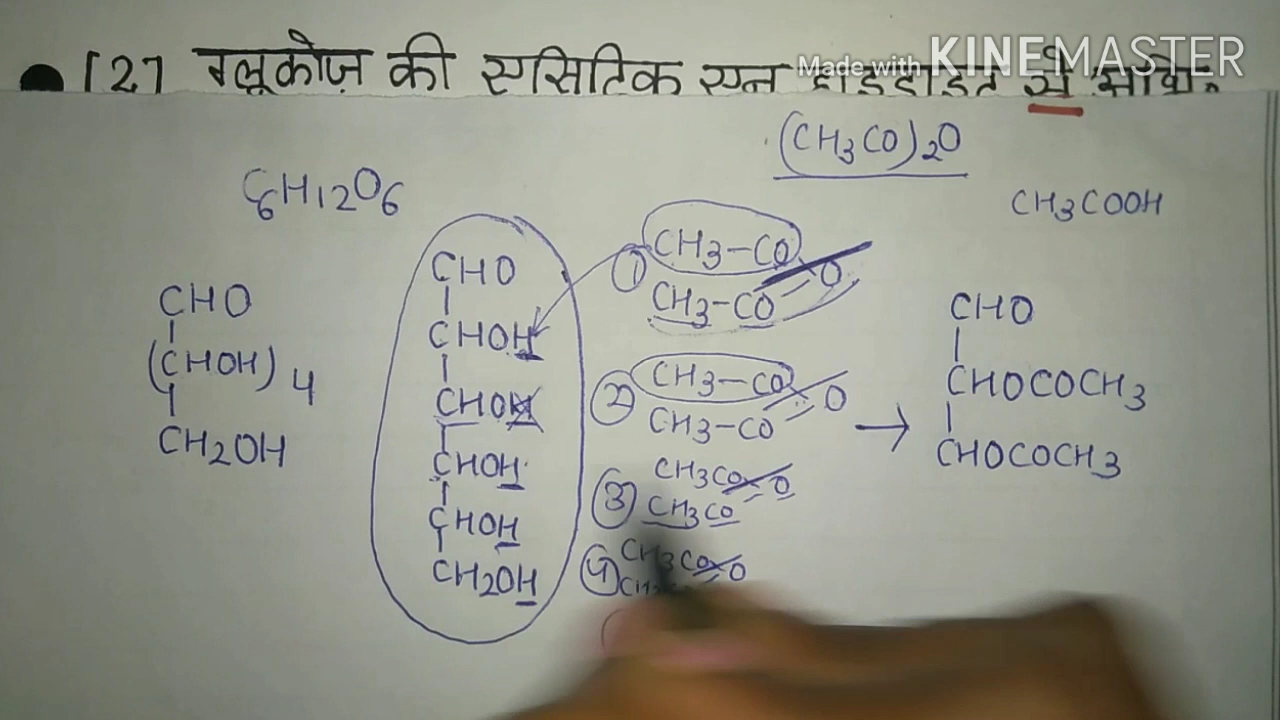 [2] ग्लूकोज़ की एसिटिक एन हाइड्राइड से
Made with KINEMASTER
(CH3CO)2O
C6H12O6
CH3COOH
CHO
(CHOH)4
CH2OH
CHO
CHOH
CHOH
CHOH
CHOH
CH2OH
1 CH3-CO O
CH3-CO
2 CH3-CO O
CH3-CO
3 CH3CO O
CH3CO
4 CH3CO O
→
CHO
CHOCOCH3
CHOCOCH3